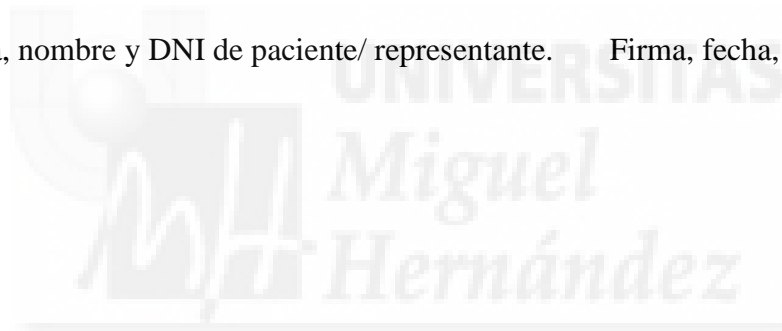 , nombre y DNI de paciente/ representante. Firma, fecha,
UNIVERSITAS
Miguel
Hernández